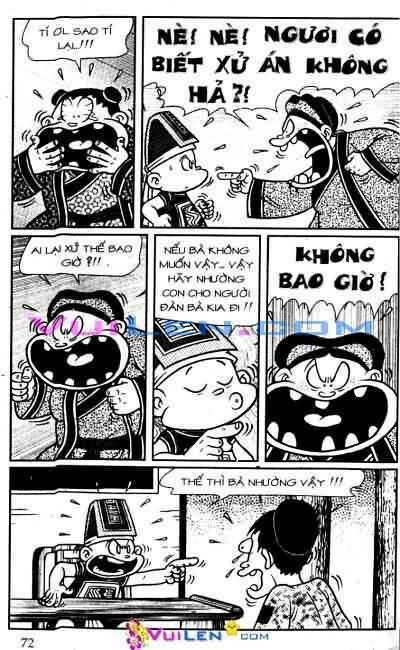 TÍ ƠI, SAO TÍ
LẠI...!!!
NÈ! NÈ! NGƯƠI CÓ
BIẾT XỬ ÁN KHÔNG
HẢ?!
AI LẠI XỬ THẾ BAO
GIỜ ?!!.
NẾU BÀ KHÔNG
MUỐN VẬY.. VẬY
HÃY NHƯỜNG
CON CHO NGƯỜI
ĐÀN BÀ KIA ĐI !!
KHÔNG
BAO GIỜ!
VUILEN.COM
THẾ THÌ BÀ NHƯỜNG VẬY !!!
72
VUILEN.COM